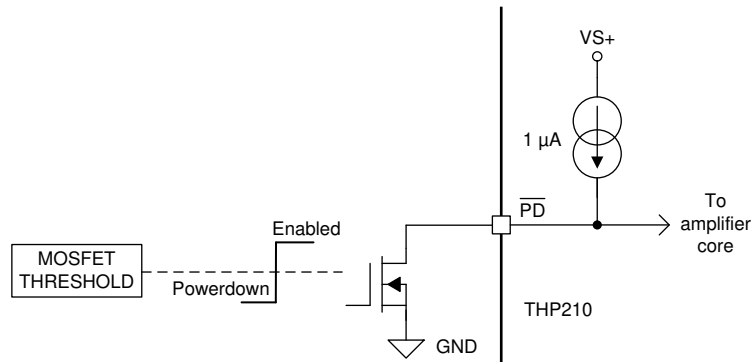 VS+
1 µA
PD
To
amplifier
core
Enabled
MOSFET
THRESHOLD
Powerdown
THP210
GND